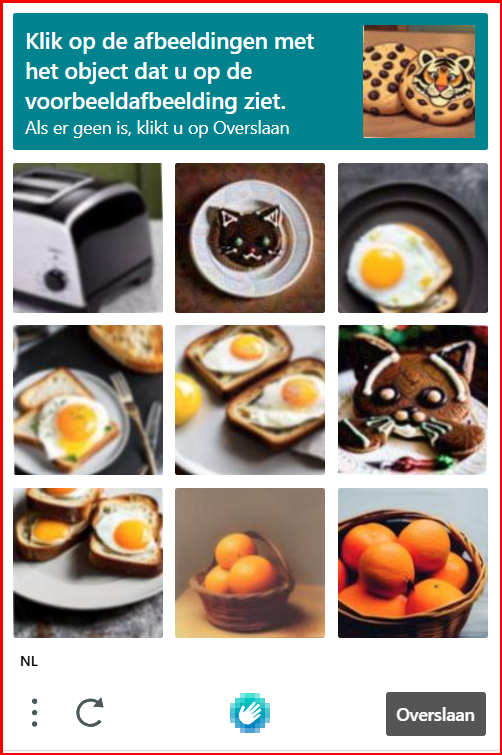 Klik op de afbeeldingen met
het object dat u op de
voorbeeldafbeelding ziet.
Als er geen is, klikt u op Overslaan
NL
Overslaan